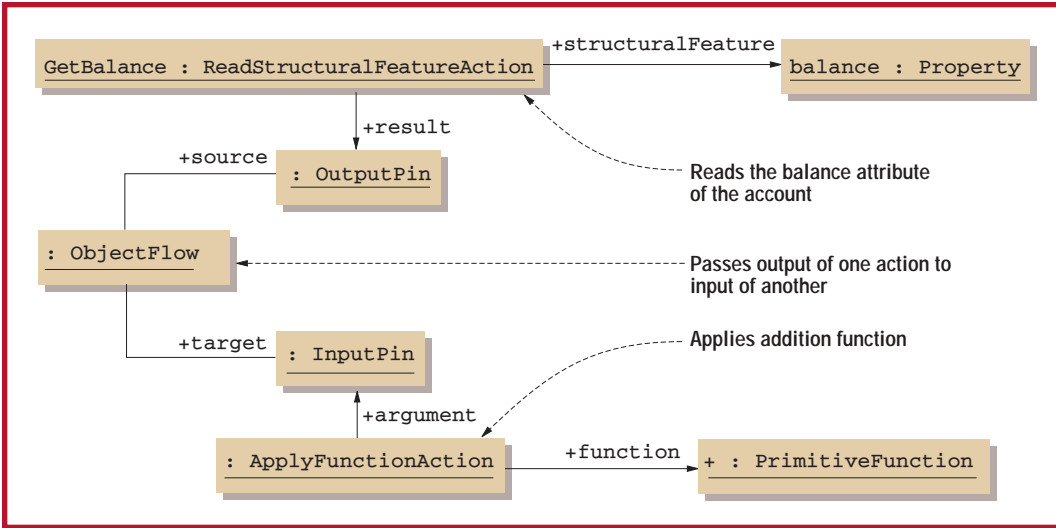 +structuralFeature
GetBalance : ReadStructuralFeatureAction
balance : Property
+result
+source
: OutputPin
Reads the balance attribute
of the account
: ObjectFlow
Passes output of one action to
input of another
+target
: InputPin
Applies addition function
+argument
: ApplyFunctionAction
+function
+ : PrimitiveFunction